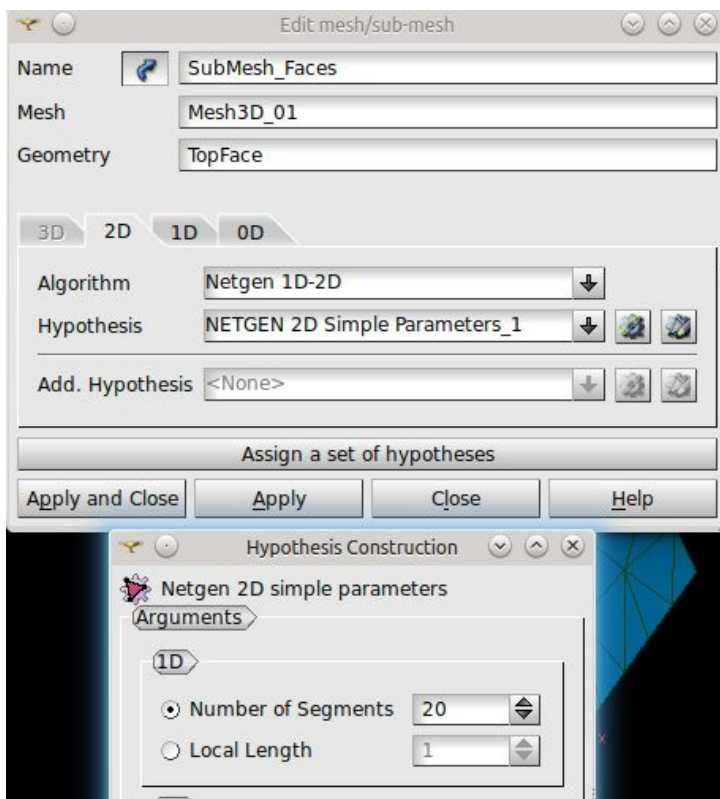 Edit mesh/sub-mesh
Name SubMesh_Faces
Mesh Mesh3D_01
Geometry TopFace
3D 2D 1D 0D
Algorithm Netgen 1D-2D
Hypothesis NETGEN 2D Simple Parameters_1
Add. Hypothesis <None>
Assign a set of hypotheses
Apply and Close Apply Close Help
Hypothesis Construction
Netgen 2D simple parameters
Arguments
1D
Number of Segments 20
Local Length 1
x